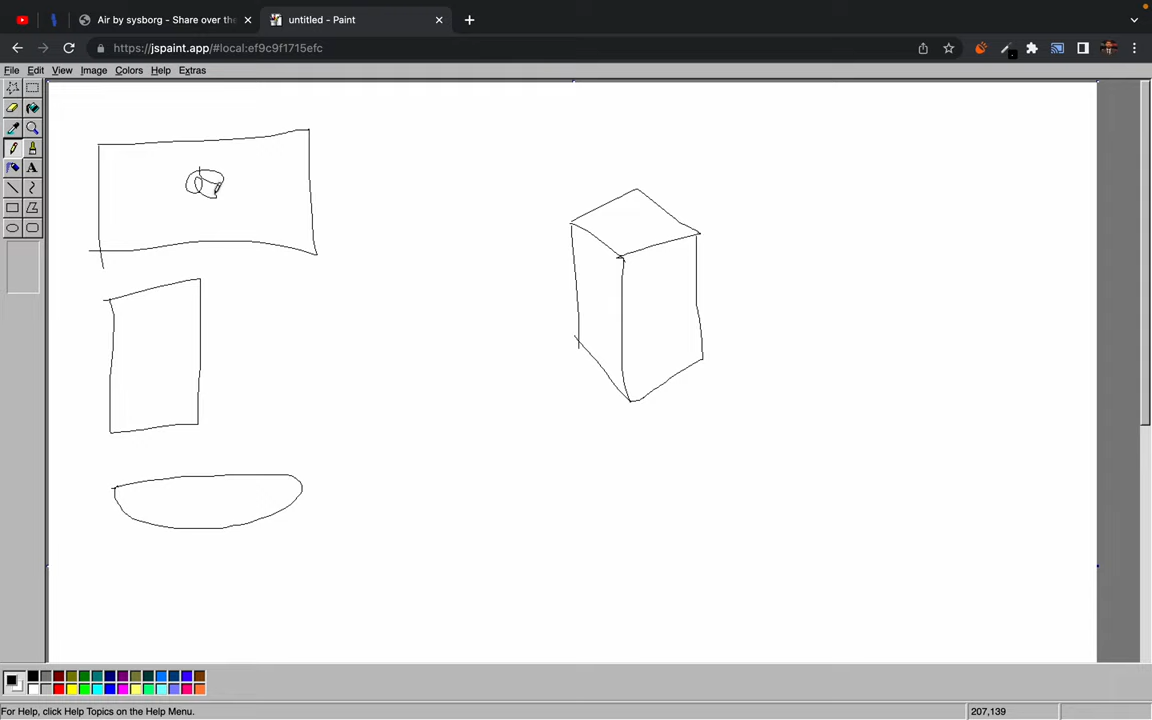 Air by sysborg - Share over the
untitled - Paint
https://jspaint.app/#local:ef9c9f1715efc
File Edit View Image Colors Help Extras
A
For Help, click Help Topics on the Help Menu.
207,139